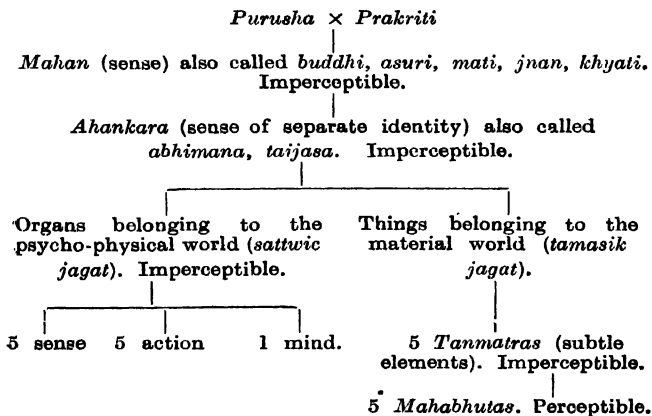 Purusha × Prakriti
Mahan (sense) also called buddhi, asuri, mati, jnan, khyati.
Imperceptible.
Ahankara (sense of separate identity) also called
abhimana, taijasa. Imperceptible.
Organs belonging to the
psycho-physical world (sattwic
jagat). Imperceptible.
5 sense 5 action 1 mind.
Things belonging to the
material world (tamasik
jagat).
5 Tanmatras (subtle
elements). Imperceptible.
5 Mahabhutas. Perceptible.